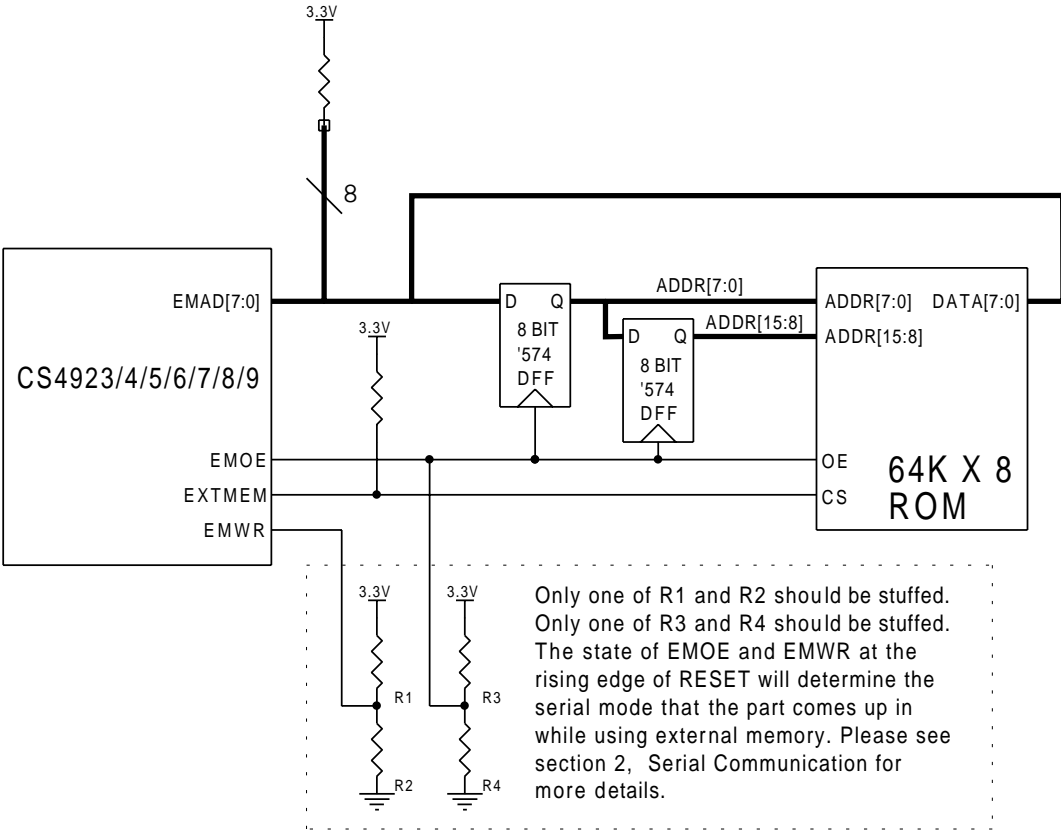 3.3V
8
EMAD[7:0]
CS4923/4/5/6/7/8/9
EMOE
EXTMEM
EMWR
3.3V
D Q
8 BIT
'574
DFF
ADDR[7:0]
D Q
8 BIT
'574
DFF
ADDR[15:8]
ADDR[7:0] DATA[7:0]
ADDR[15:8]
OE
CS
64K X 8
ROM
3.3V
R1
R2
3.3V
R3
R4
Only one of R1 and R2 should be stuffed.
Only one of R3 and R4 should be stuffed.
The state of EMOE and EMWR at the
rising edge of RESET will determine the
serial mode that the part comes up in
while using external memory. Please see
section 2, Serial Communication for
more details.